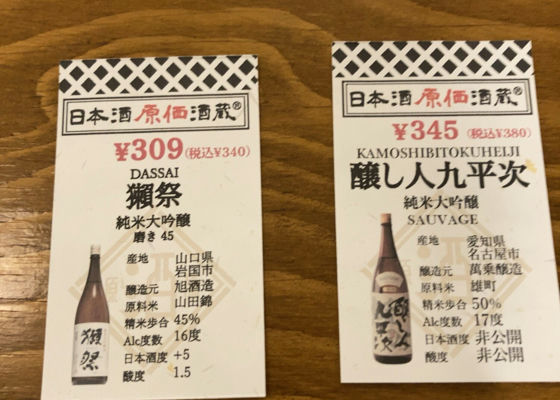 日本酒原価酒蔵®
¥309(税込¥340)
DASSAI
獺祭
純米大吟醸
磨き 45
産地 山口県
岩国市
醸造元 旭酒造
原料米 山田錦
精米歩合 45%
Alc度数 16度
日本酒度 +5
酸度 1.5
獺祭
日本酒原価酒蔵®
¥345(税込¥380)
KAMOSHIBITOKUHEIJI
醸し人九平次
純米大吟醸
SAUVAGE
産地 愛知県
名古屋市
醸造元 萬乗醸造
原料米 雄町
精米歩合 50%
Alc度数 17度
日本酒度 非公開
酸度 非公開
醸し人
九平次